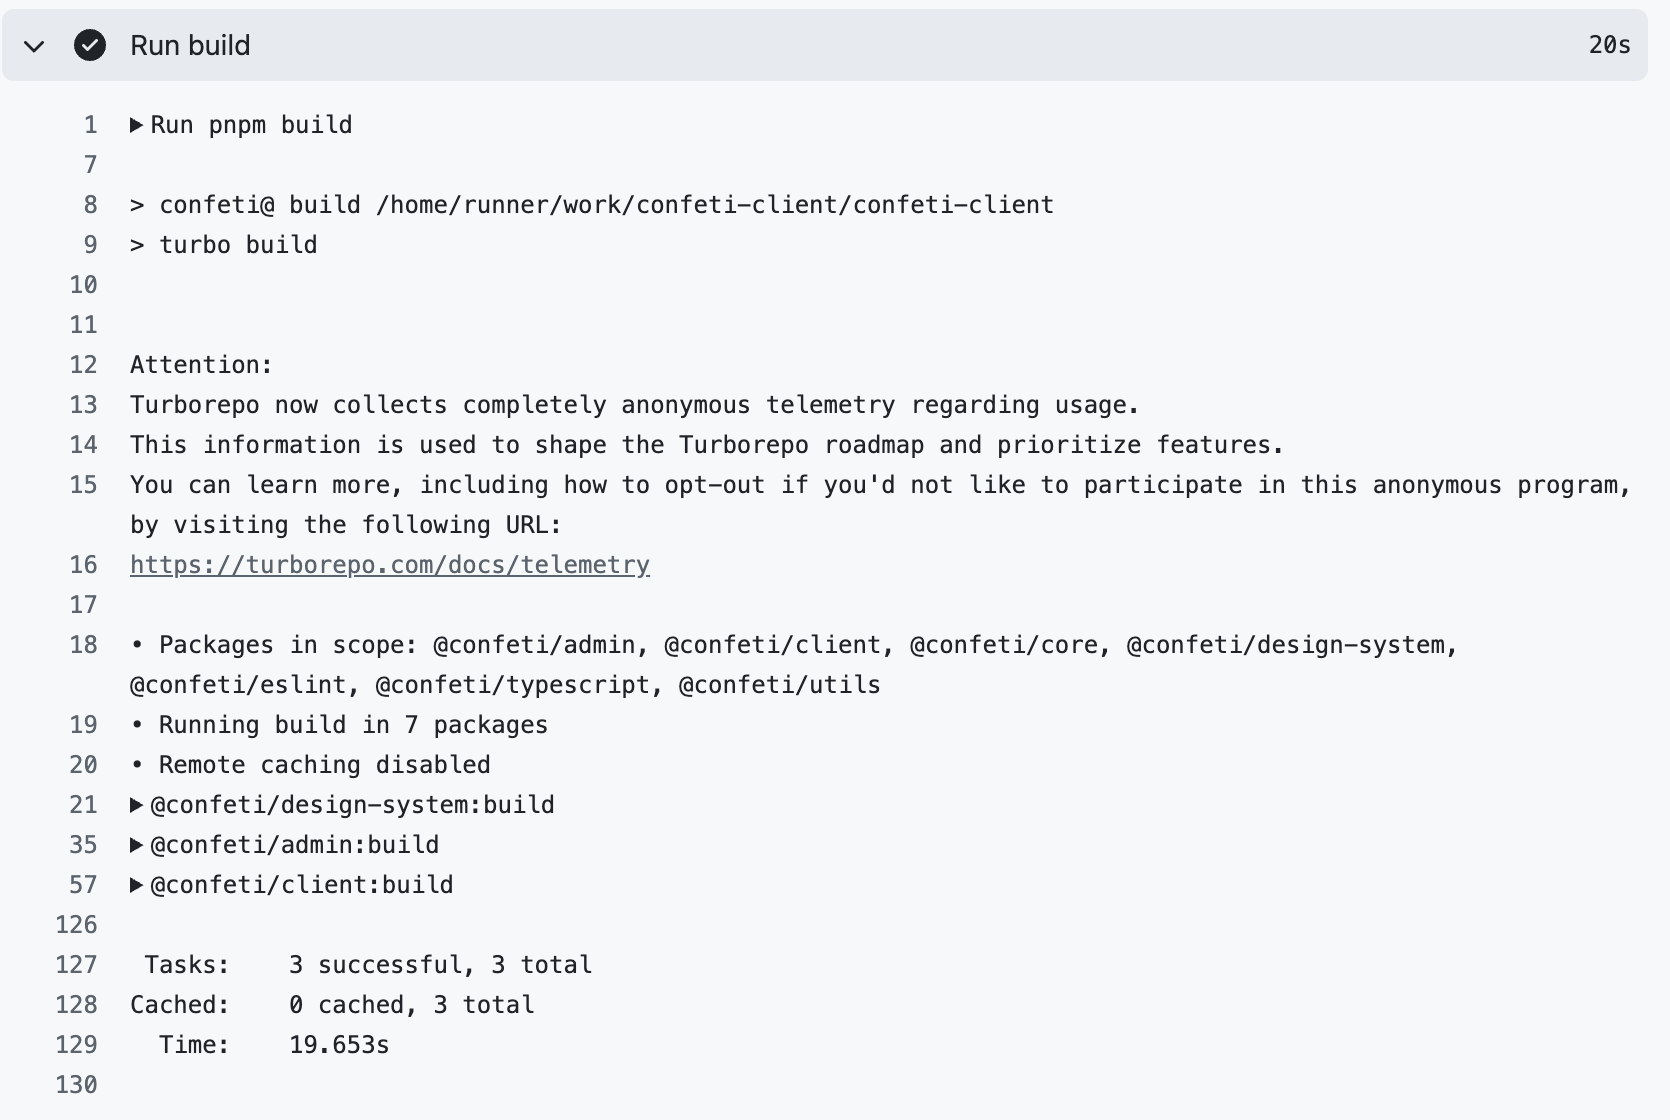 Run build 20s
1 ▶ Run pnpm build
7
8 > confeti@ build /home/runner/work/confeti-client/confeti-client
9 > turbo build
10
11
12 Attention:
13 Turborepo now collects completely anonymous telemetry regarding usage.
14 This information is used to shape the Turborepo roadmap and prioritize features.
15 You can learn more, including how to opt-out if you'd not like to participate in this anonymous program,
by visiting the following URL:
16 https://turborepo.com/docs/telemetry
17
18 • Packages in scope: @confeti/admin, @confeti/client, @confeti/core, @confeti/design-system,
@confeti/eslint, @confeti/typescript, @confeti/utils
19 • Running build in 7 packages
20 • Remote caching disabled
21 ▶ @confeti/design-system:build
35 ▶ @confeti/admin:build
57 ▶ @confeti/client:build
126
127 Tasks: 3 successful, 3 total
128 Cached: 0 cached, 3 total
129 Time: 19.653s
130